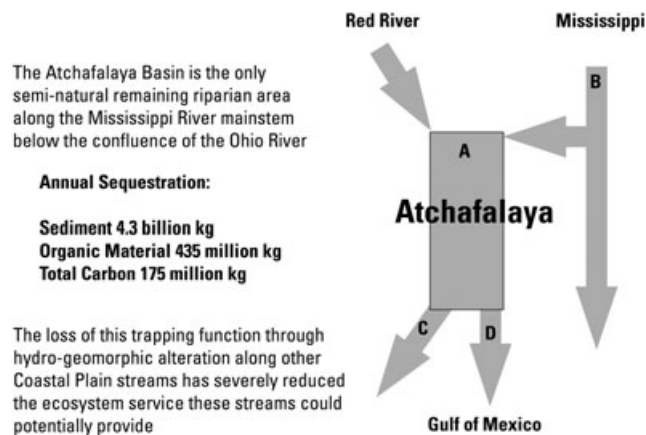 Red River
Mississippi
The Atchafalaya Basin is the only
semi-natural remaining riparian area
along the Mississippi River mainstem
below the confluence of the Ohio River
Annual Sequestration:
Sediment 4.3 billion kg
Organic Material 435 million kg
Total Carbon 175 million kg
The loss of this trapping function through
hydro-geomorphic alteration along other
Coastal Plain streams has severely reduced
the ecosystem service these streams could
potentially provide
B
A
Atchafalaya
C
D
Gulf of Mexico